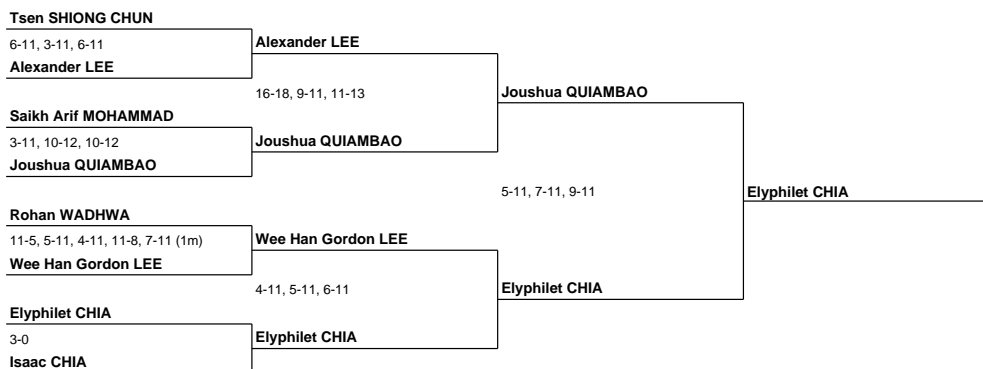 Tsen SHIONG CHUN
6-11, 3-11, 6-11
Alexander LEE
Alexander LEE
16-18, 9-11, 11-13
Joushua QUIAMBAO
Saikh Arif MOHAMMAD
3-11, 10-12, 10-12
Joushua QUIAMBAO
Joushua QUIAMBAO
5-11, 7-11, 9-11
Elyphilet CHIA
Rohan WADHWA
11-5, 5-11, 4-11, 11-8, 7-11 (1m)
Wee Han Gordon LEE
Wee Han Gordon LEE
4-11, 5-11, 6-11
Elyphilet CHIA
Elyphilet CHIA
3-0
Isaac CHIA
Elyphilet CHIA